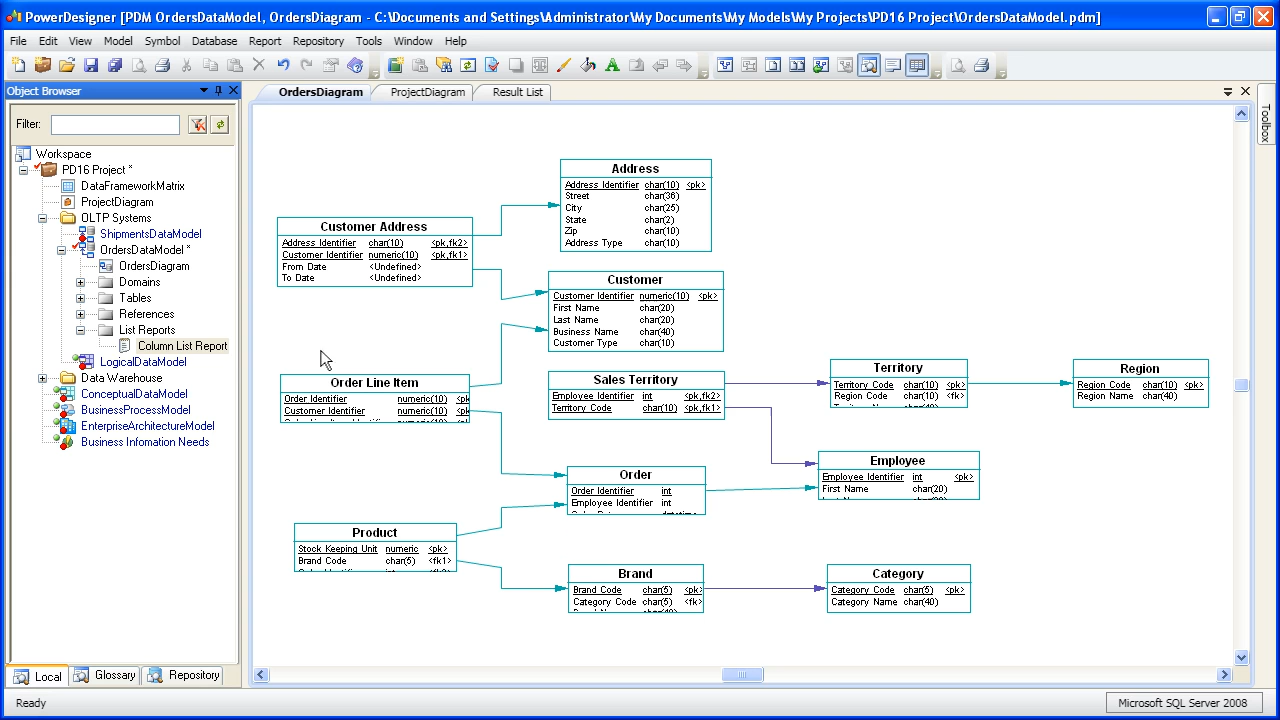 PowerDesigner [PDM OrdersDataModel, OrdersDiagram - C:\Documents and Settings\Administrator\My Documents\My Models\My Projects\PD16 Project\OrdersDataModel.pdm]
File Edit View Model Symbol Database Report Repository Tools Window Help
Object Browser
Filter:
Workspace
PD16 Project *
DataFrameworkMatrix
ProjectDiagram
OLTP Systems
ShipmentsDataModel
OrdersDataModel *
OrdersDiagram
Domains
Tables
References
List Reports
Column List Report
LogicalDataModel
Data Warehouse
ConceptualDataModel
BusinessProcessModel
EnterpriseArchitectureModel
Business Infomation Needs
Local Glossary Repository
OrdersDiagram ProjectDiagram Result List
Toolbox
Address
Address Identifier char(10) <pk>
Street char(36)
City char(25)
State char(2)
Zip char(10)
Address Type char(10)
Customer Address
Address Identifier char(10) <pk,fk2>
Customer Identifier numeric(10) <pk,fk1>
From Date <Undefined>
To Date <Undefined>
Customer
Customer Identifier numeric(10) <pk>
First Name char(20)
Last Name char(20)
Business Name char(40)
Customer Type char(10)
Order Line Item
Order Identifier numeric(10) <pk
Customer Identifier numeric(10) <pk
Sales Territory
Employee Identifier int <pk,fk2>
Territory Code char(10) <pk,fk1>
Territory
Territory Code char(10) <pk>
Region Code char(10) <fk>
Region
Region Code char(10) <pk>
Region Name char(40)
Employee
Employee Identifier int <pk>
First Name char(20)
Order
Order Identifier int
Employee Identifier int
Product
Stock Keeping Unit numeric <pk>
Brand Code char(5) <fk1>
Brand
Brand Code char(5) <pk>
Category Code char(5) <fk>
Category
Category Code char(5) <pk>
Category Name char(40)
Ready
Microsoft SQL Server 2008